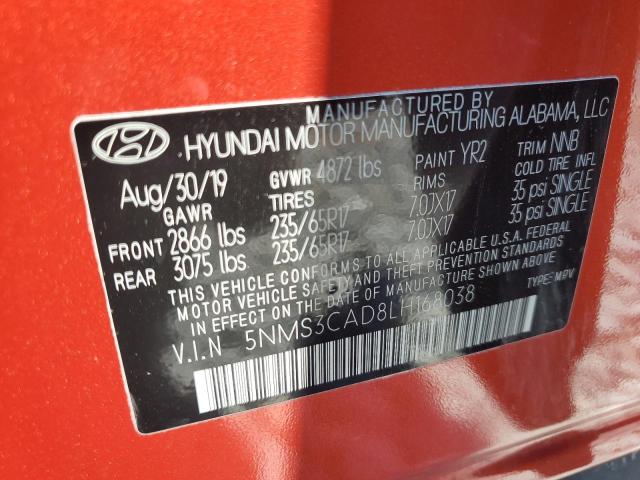 MANUFACTURED BY
HYUNDAI MOTOR MANUFACTURING ALABAMA, LLC
Aug/30/19 GVWR 4872 lbs PAINT YR2 TRIM NNB
GAWR TIRES RIMS COLD TIRE INFL
FRONT 2866 lbs 235/65R17 7.0JX17 35 psi SINGLE
REAR 3075 lbs 235/65R17 7.0JX17 35 psi SINGLE
THIS VEHICLE CONFORMS TO ALL APPLICABLE U.S.A. FEDERAL
MOTOR VEHICLE SAFETY AND THEFT PREVENTION STANDARDS
IN EFFECT ON THE DATE OF MANUFACTURE SHOWN ABOVE
V.I.N 5NMS3CAD8LH168038 TYPE:MPV